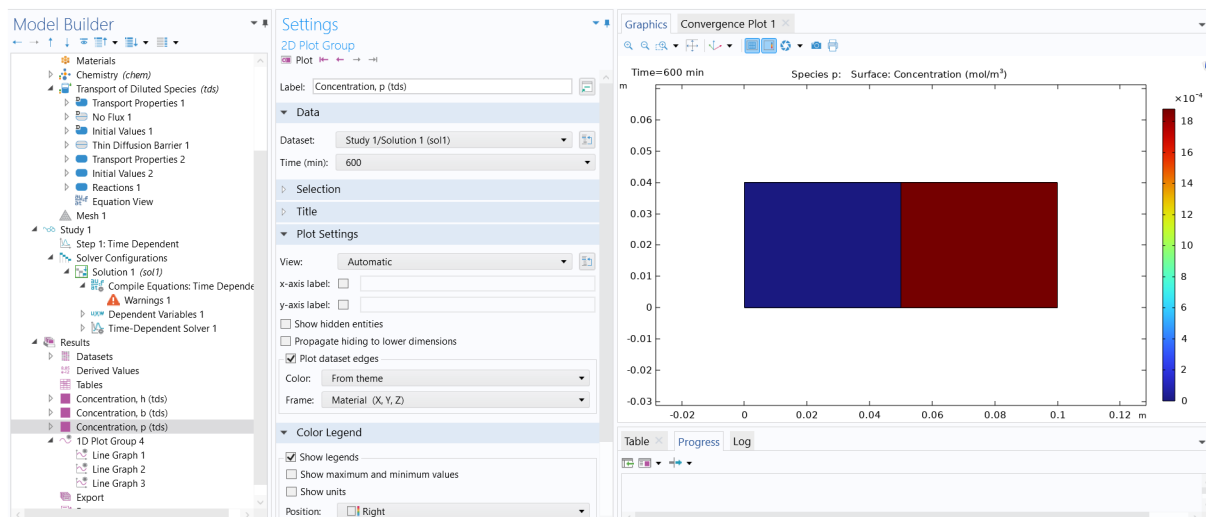 Model Builder
Materials
Chemistry (chem)
Transport of Diluted Species (tds)
Transport Properties 1
No Flux 1
Initial Values 1
Thin Diffusion Barrier 1
Transport Properties 2
Initial Values 2
Reactions 1
Equation View
Mesh 1
Study 1
Step 1: Time Dependent
Solver Configurations
Solution 1 (sol1)
Compile Equations: Time Depende
Warnings 1
Dependent Variables 1
Time-Dependent Solver 1
Results
Datasets
Derived Values
Tables
Concentration, h (tds)
Concentration, b (tds)
Concentration, p (tds)
1D Plot Group 4
Line Graph 1
Line Graph 2
Line Graph 3
Export
Settings
2D Plot Group
Plot
Label: Concentration, p (tds)
Data
Dataset: Study 1/Solution 1 (sol1)
Time (min): 600
Selection
Title
Plot Settings
View: Automatic
x-axis label:
y-axis label:
Show hidden entities
Propagate hiding to lower dimensions
Plot dataset edges
Color: From theme
Frame: Material (X, Y, Z)
Color Legend
Show legends
Show maximum and minimum values
Show units
Position: Right
Graphics Convergence Plot 1
Time=600 min Species p: Surface: Concentration (mol/m³)
m
0.06
0.05
0.04
0.03
0.02
0.01
0
-0.01
-0.02
-0.03
-0.02 0 0.02 0.04 0.06 0.08 0.1 0.12 m
×10⁻⁴
18
16
14
12
10
8
6
4
2
0
Table Progress Log